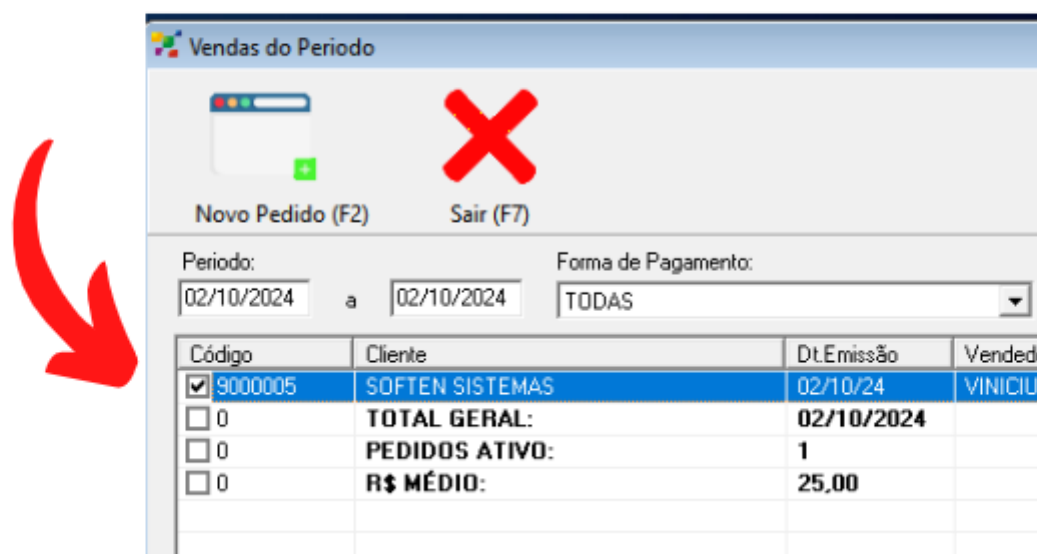 Vendas do Periodo
Novo Pedido (F2) Sair (F7)
Periodo: Forma de Pagamento:
02/10/2024 a 02/10/2024 TODAS
Código Cliente Dt.Emissão Vended
9000005 SOFTEN SISTEMAS 02/10/24 VINICIU
0 TOTAL GERAL: 02/10/2024
0 PEDIDOS ATIVO: 1
0 R$ MÉDIO: 25,00